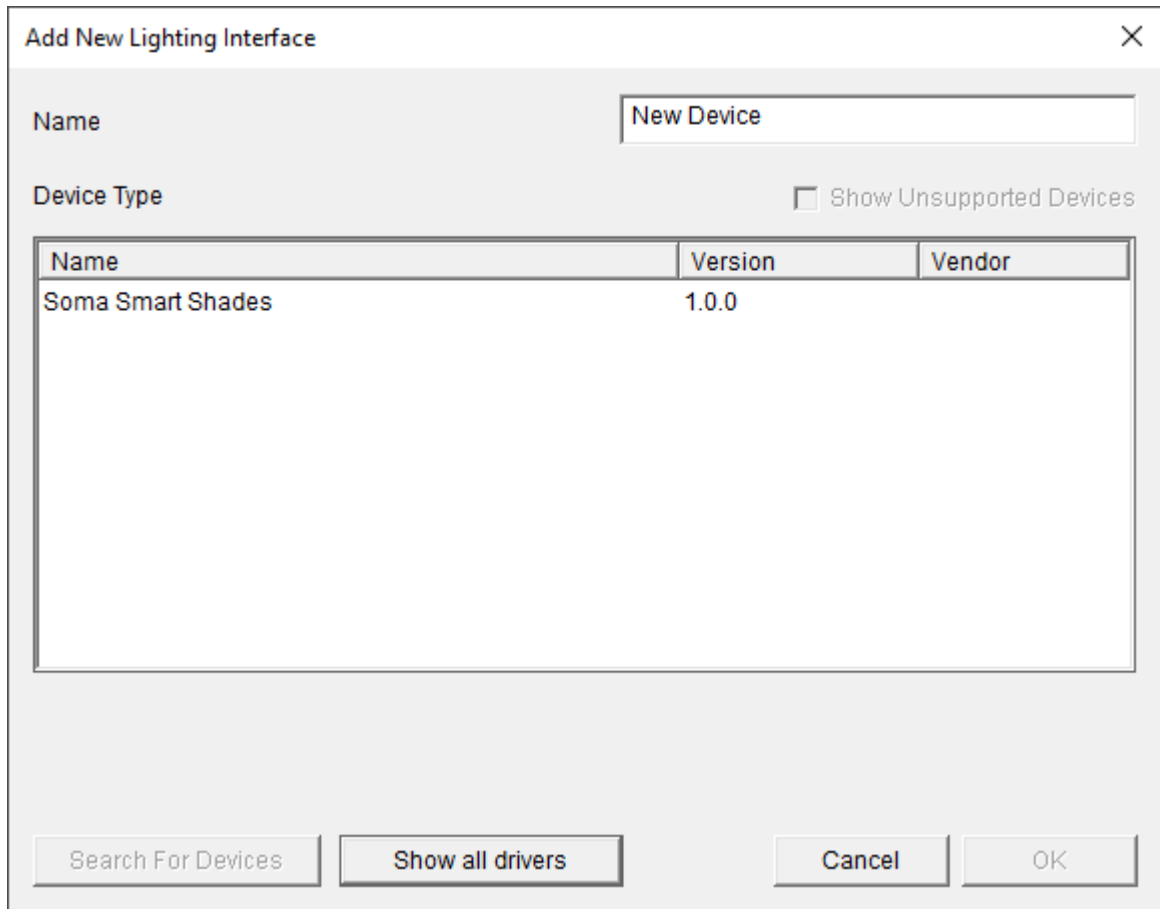 Add New Lighting Interface
Name
New Device
Device Type
Show Unsupported Devices
Name Version Vendor
Soma Smart Shades 1.0.0
Search For Devices Show all drivers Cancel OK